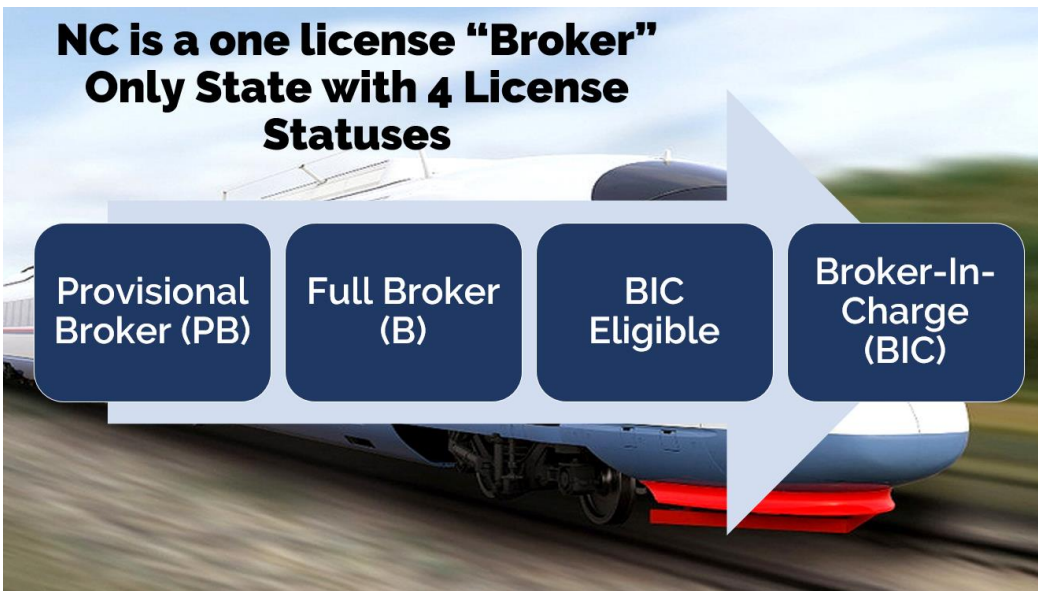 NC is a one license “Broker”
Only State with 4 License
Statuses
Provisional
Broker (PB)
Full Broker
(B)
BIC
Eligible
Broker-In-
Charge
(BIC)